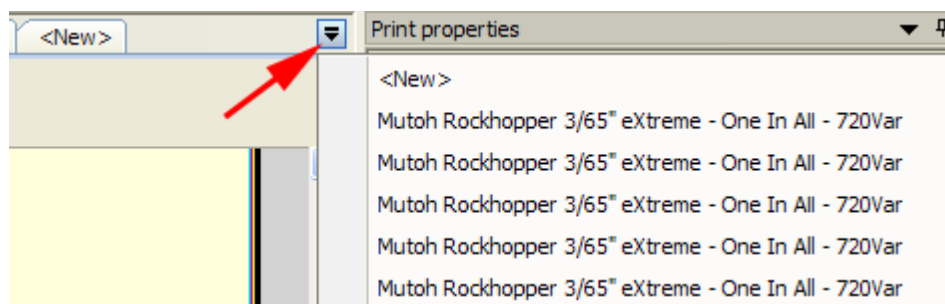 <New>
Print properties
<New>
Mutoh Rockhopper 3/65" eXtreme - One In All - 720Var
Mutoh Rockhopper 3/65" eXtreme - One In All - 720Var
Mutoh Rockhopper 3/65" eXtreme - One In All - 720Var
Mutoh Rockhopper 3/65" eXtreme - One In All - 720Var
Mutoh Rockhopper 3/65" eXtreme - One In All - 720Var